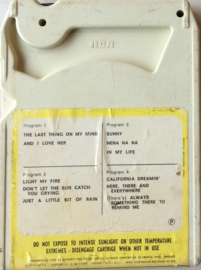 RCA
Program 1
THE LAST THING ON MY MIND
AND I LOVE HER
Program 3
SUNNY
NENA NA NA
IN MY LIFE
Program 2
LIGHT MY FIRE
DON'T LET THE SUN CATCH
YOU CRYING
JUST A LITTLE BIT OF RAIN
Program 4
CALIFORNIA DREAMIN'
HERE, THERE AND
EVERYWHERE
(There's) ALWAYS
SOMETHING THERE TO
REMIND ME
P
DO NOT EXPOSE TO INTENSE SUNLIGHT OR OTHER TEMPERATURE
EXTREMES - DISENGAGE CARTRIDGE WHEN NOT IN USE